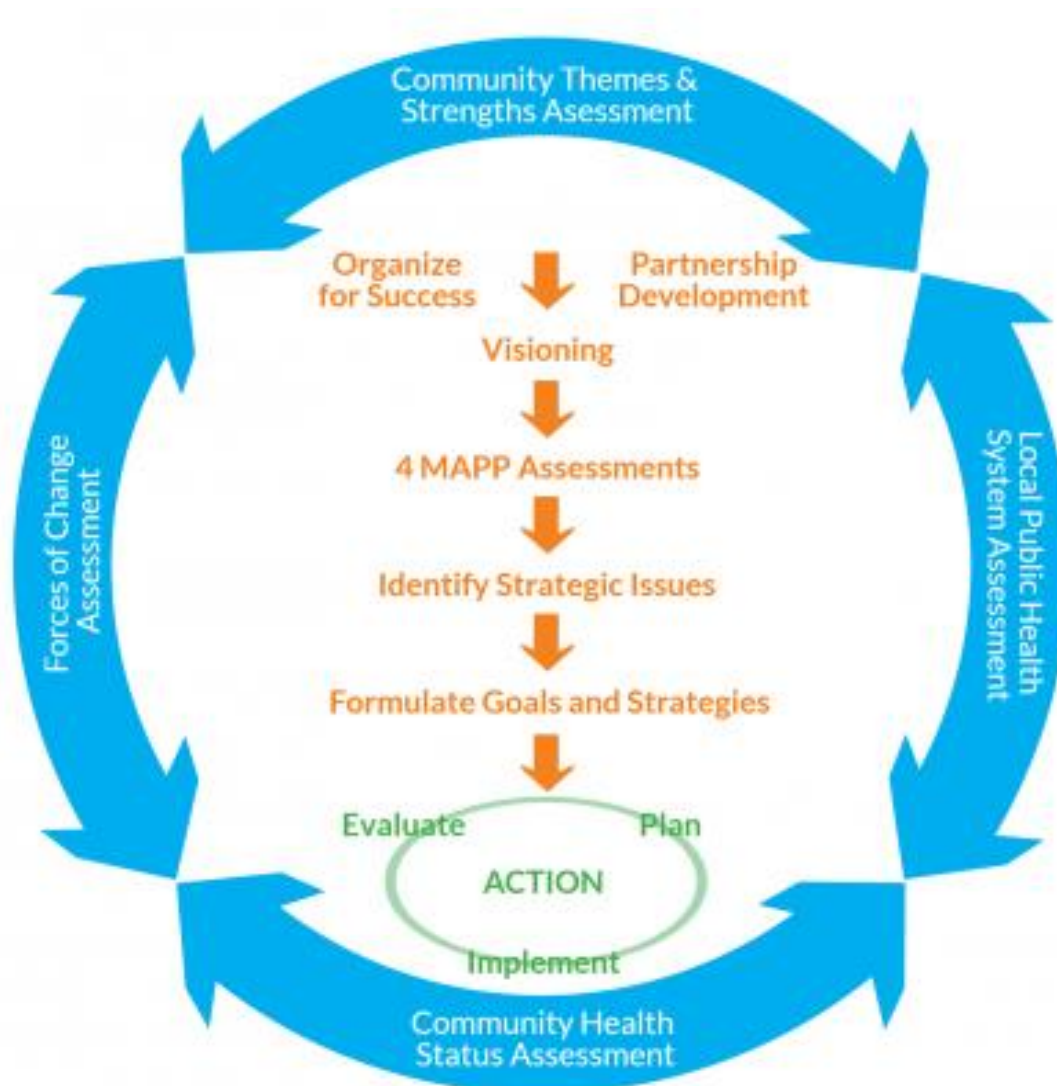 Community Themes &
Strengths Asessment
Organize
for Success
Partnership
Development
Visioning
4 MAPP Assessments
Identify Strategic Issues
Formulate Goals and Strategies
Evaluate
Plan
ACTION
Implement
Forces of Change
Assessment
Local Public Health
System Assessment
Community Health
Status Assessment